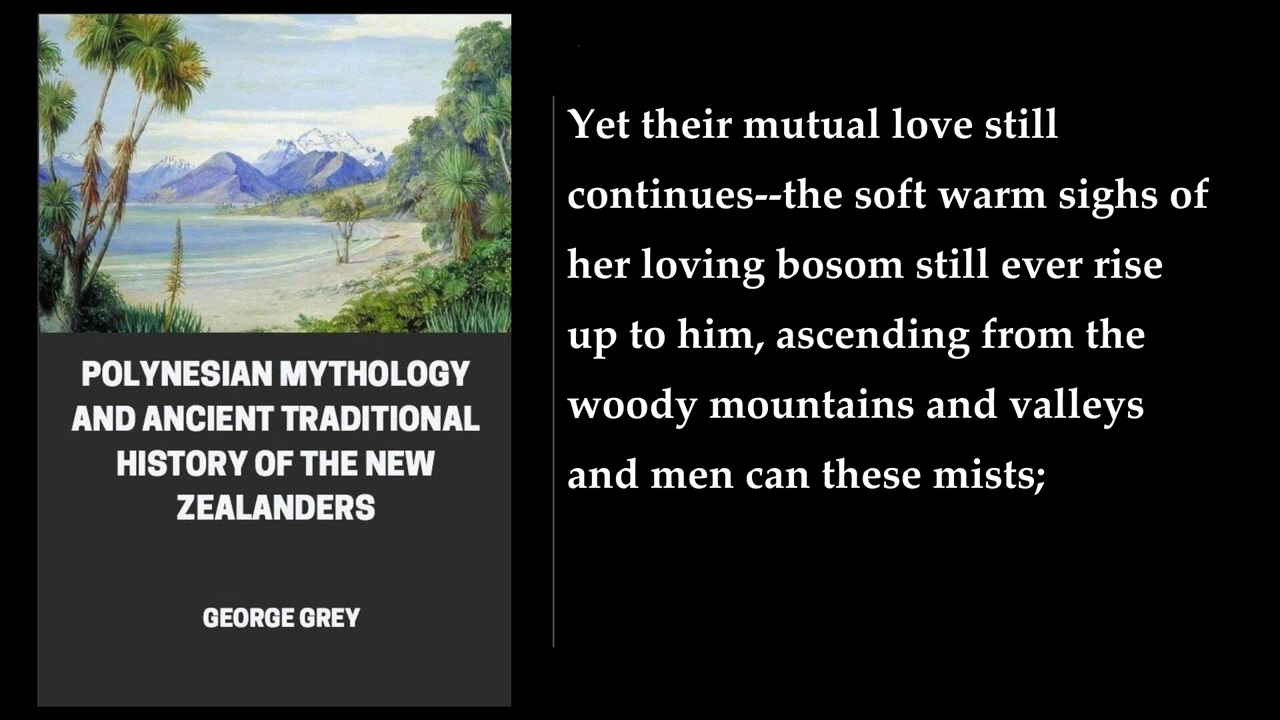 POLYNESIAN MYTHOLOGY
AND ANCIENT TRADITIONAL
HISTORY OF THE NEW
ZEALANDERS
GEORGE GREY
Yet their mutual love still
continues--the soft warm sighs of
her loving bosom still ever rise
up to him, ascending from the
woody mountains and valleys
and men can these mists;